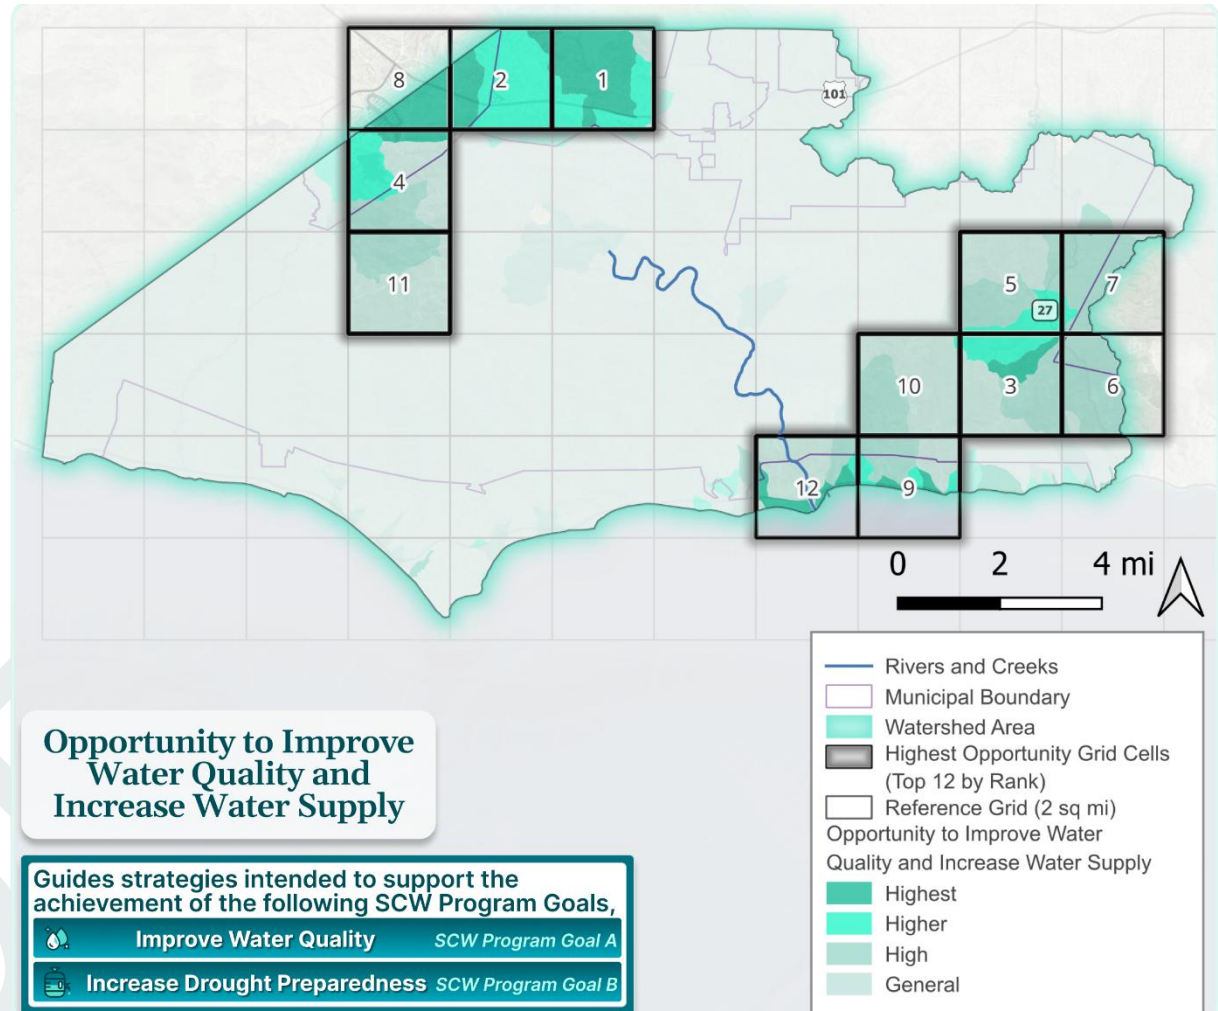 8
2
1
101
4
11
5
7
27
10
3
6
12
9
0 2 4 mi
Rivers and Creeks
Municipal Boundary
Watershed Area
Highest Opportunity Grid Cells
(Top 12 by Rank)
Reference Grid (2 sq mi)
Opportunity to Improve Water
Quality and Increase Water Supply
Highest
Higher
High
General
Opportunity to Improve
Water Quality and
Increase Water Supply
Guides strategies intended to support the
achievement of the following SCW Program Goals,
Improve Water Quality SCW Program Goal A
Increase Drought Preparedness SCW Program Goal B